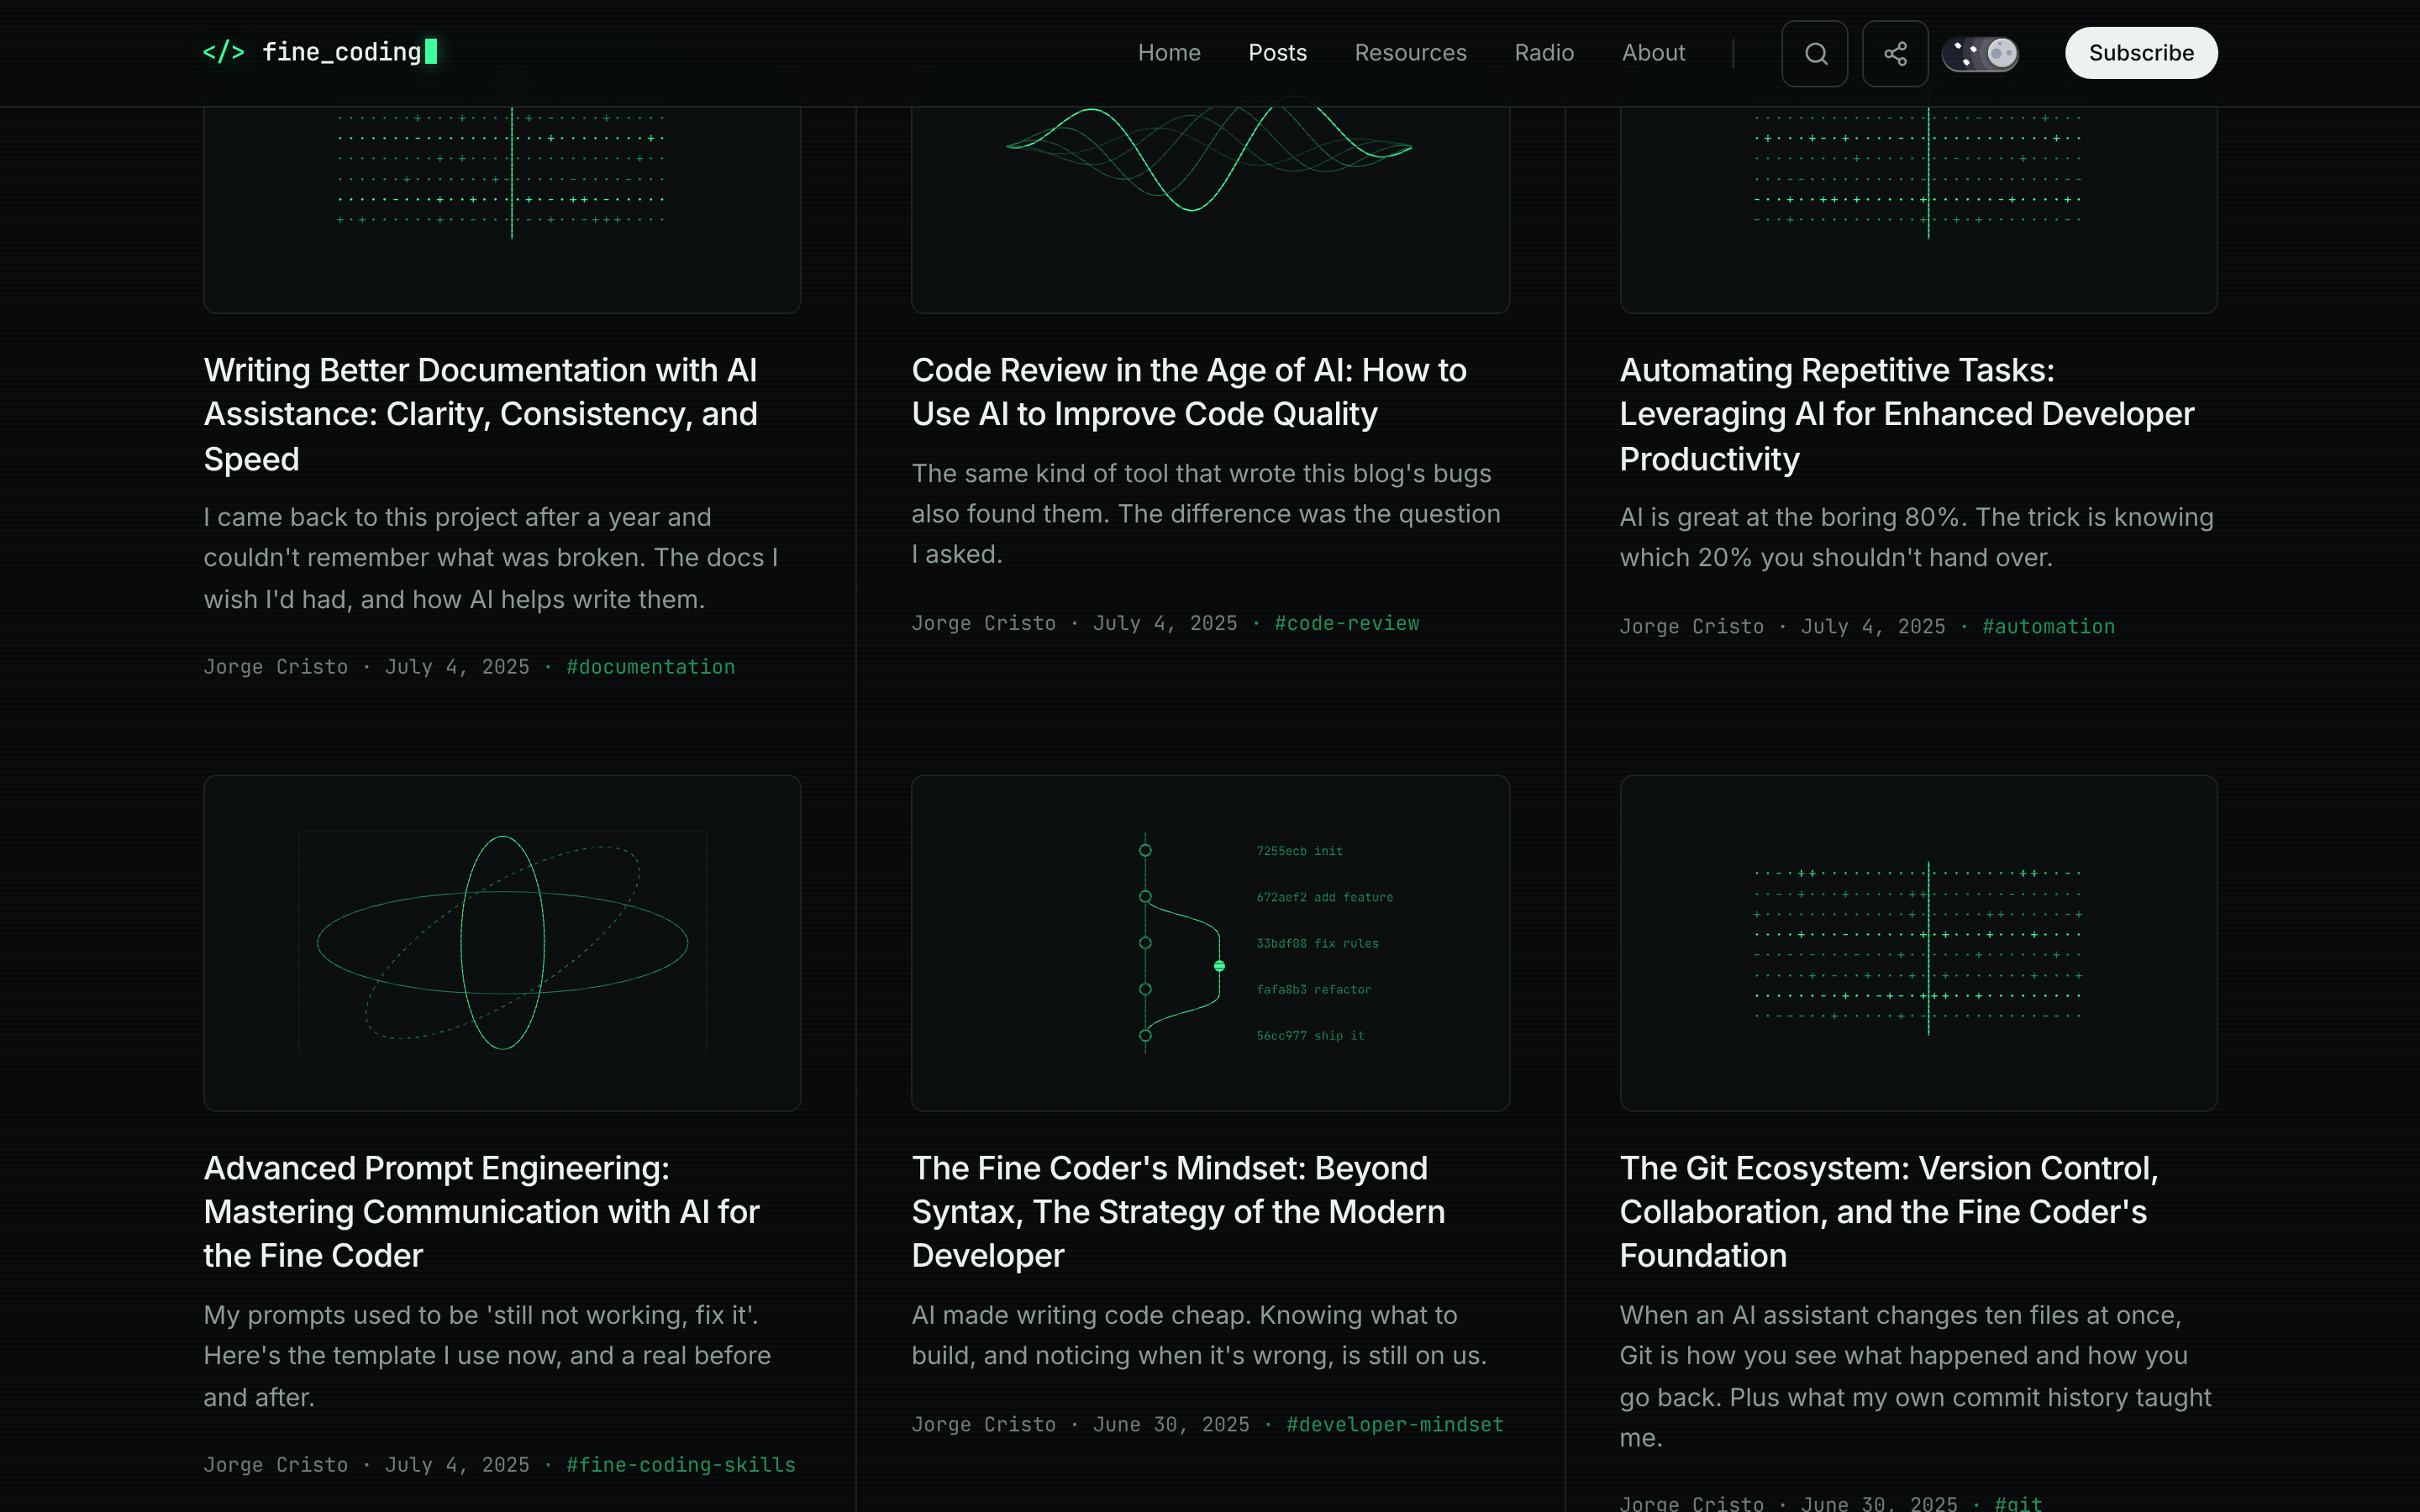 </> fine_coding
Home Posts Resources Radio About Subscribe
Writing Better Documentation with AI
Assistance: Clarity, Consistency, and
Speed
I came back to this project after a year and
couldn't remember what was broken. The docs I
wish I'd had, and how AI helps write them.
Jorge Cristo · July 4, 2025 · #documentation
Code Review in the Age of AI: How to
Use AI to Improve Code Quality
The same kind of tool that wrote this blog's bugs
also found them. The difference was the question
I asked.
Jorge Cristo · July 4, 2025 · #code-review
Automating Repetitive Tasks:
Leveraging AI for Enhanced Developer
Productivity
AI is great at the boring 80%. The trick is knowing
which 20% you shouldn't hand over.
Jorge Cristo · July 4, 2025 · #automation
Advanced Prompt Engineering:
Mastering Communication with AI for
the Fine Coder
My prompts used to be 'still not working, fix it'.
Here's the template I use now, and a real before
and after.
Jorge Cristo · July 4, 2025 · #fine-coding-skills
7255ecb init
672aef2 add feature
33bdf08 fix rules
fafa8b3 refactor
56cc977 ship it
The Fine Coder's Mindset: Beyond
Syntax, The Strategy of the Modern
Developer
AI made writing code cheap. Knowing what to
build, and noticing when it's wrong, is still on us.
Jorge Cristo · June 30, 2025 · #developer-mindset
The Git Ecosystem: Version Control,
Collaboration, and the Fine Coder's
Foundation
When an AI assistant changes ten files at once,
Git is how you see what happened and how you
go back. Plus what my own commit history taught
me.
Jorge Cristo · June 30, 2025 · #git